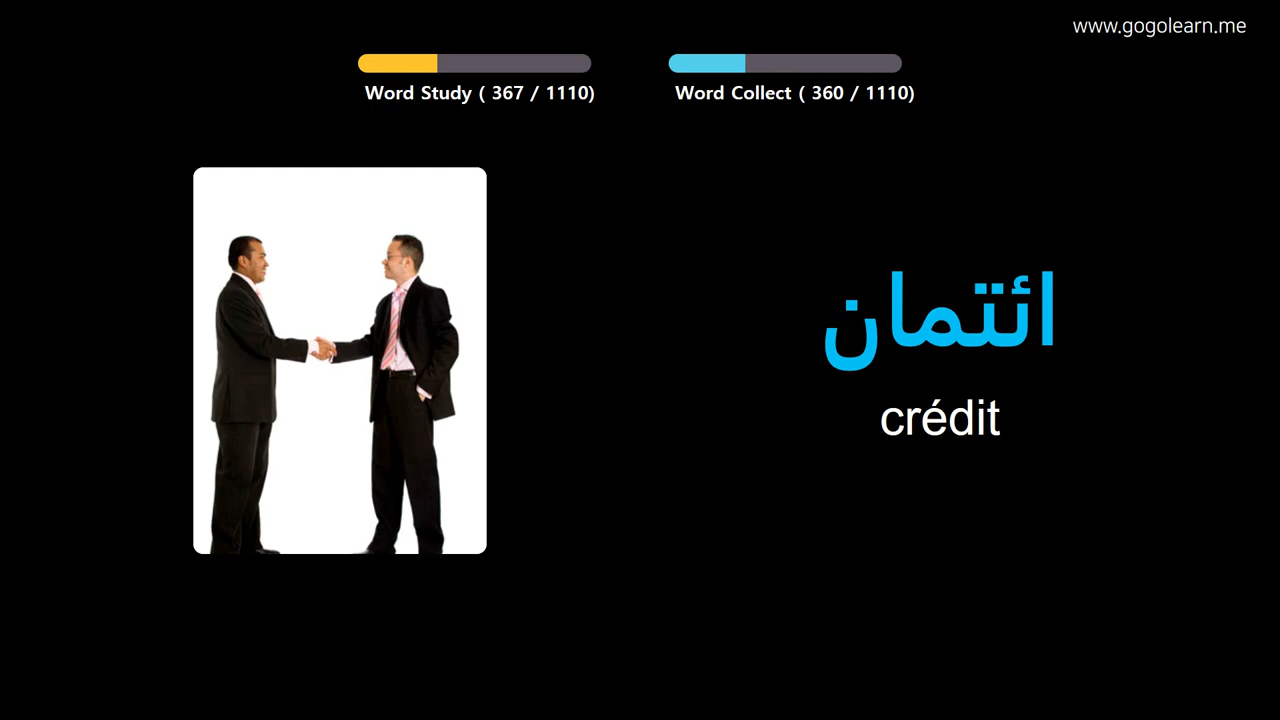 www.gogolearn.me
Word Study ( 367 / 1110)
Word Collect ( 360 / 1110)
ائتمان
crédit